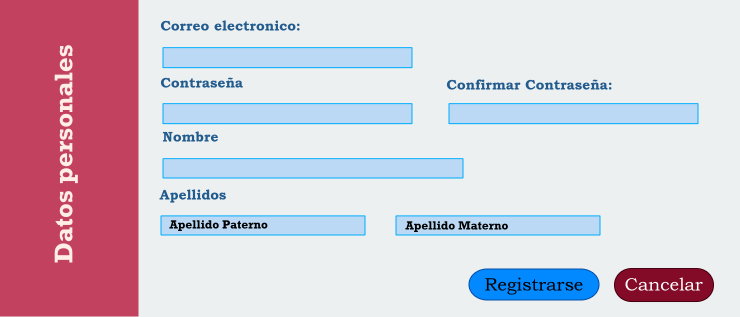 Datos personales
Correo electronico:
Contraseña
Confirmar Contraseña:
Nombre
Apellidos
Apellido Paterno
Apellido Materno
Registrarse
Cancelar